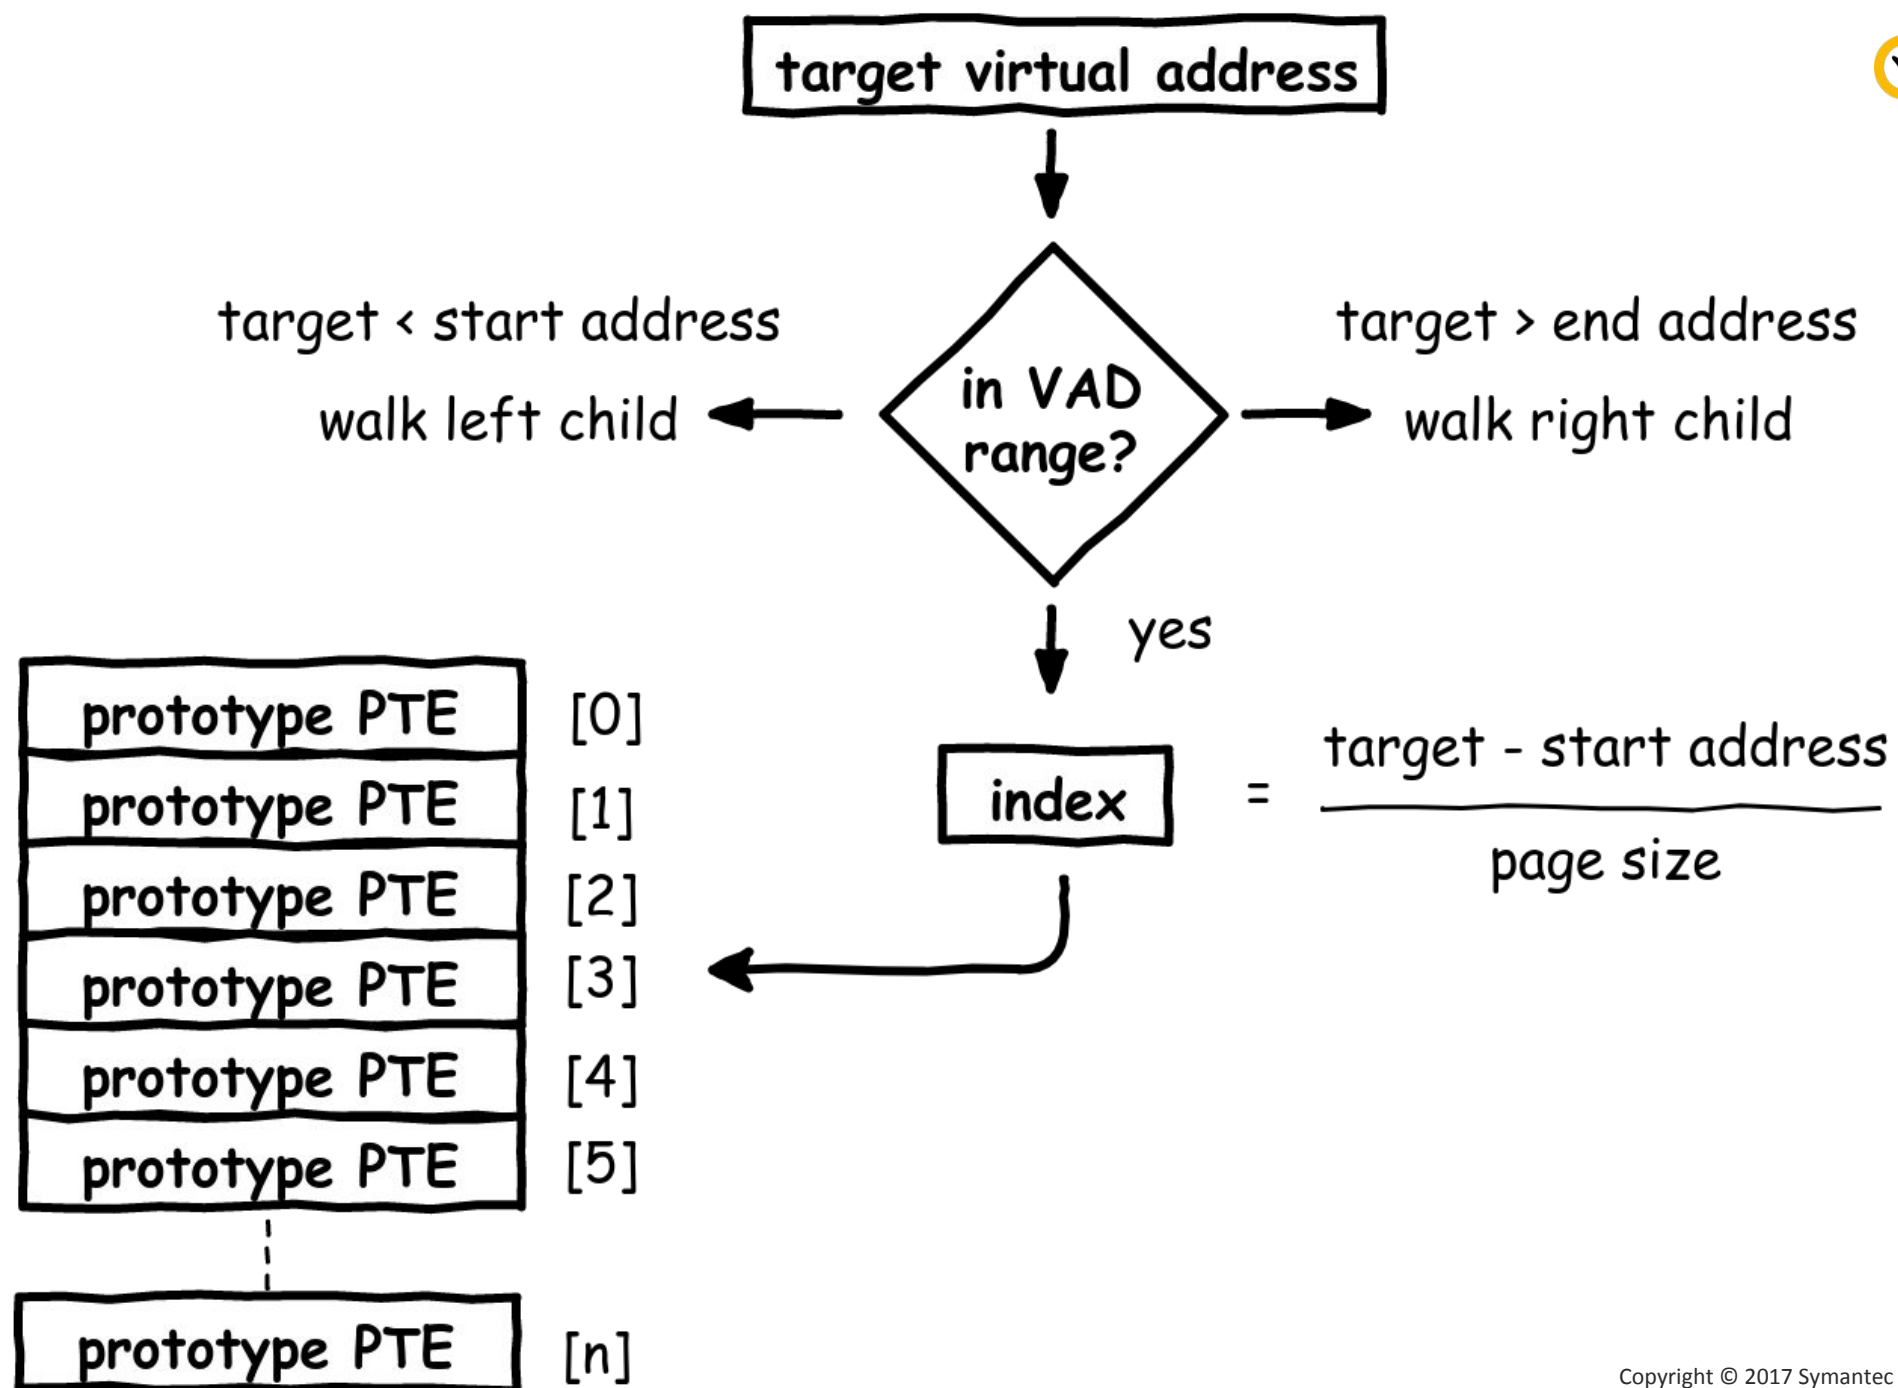 target virtual address
target < start address
target > end address
in VAD
range?
walk left child
walk right child
yes
prototype PTE [0]
prototype PTE [1]
prototype PTE [2]
prototype PTE [3]
prototype PTE [4]
prototype PTE [5]
prototype PTE [n]
index = target - start address
page size
Copyright © 2017 Symantec